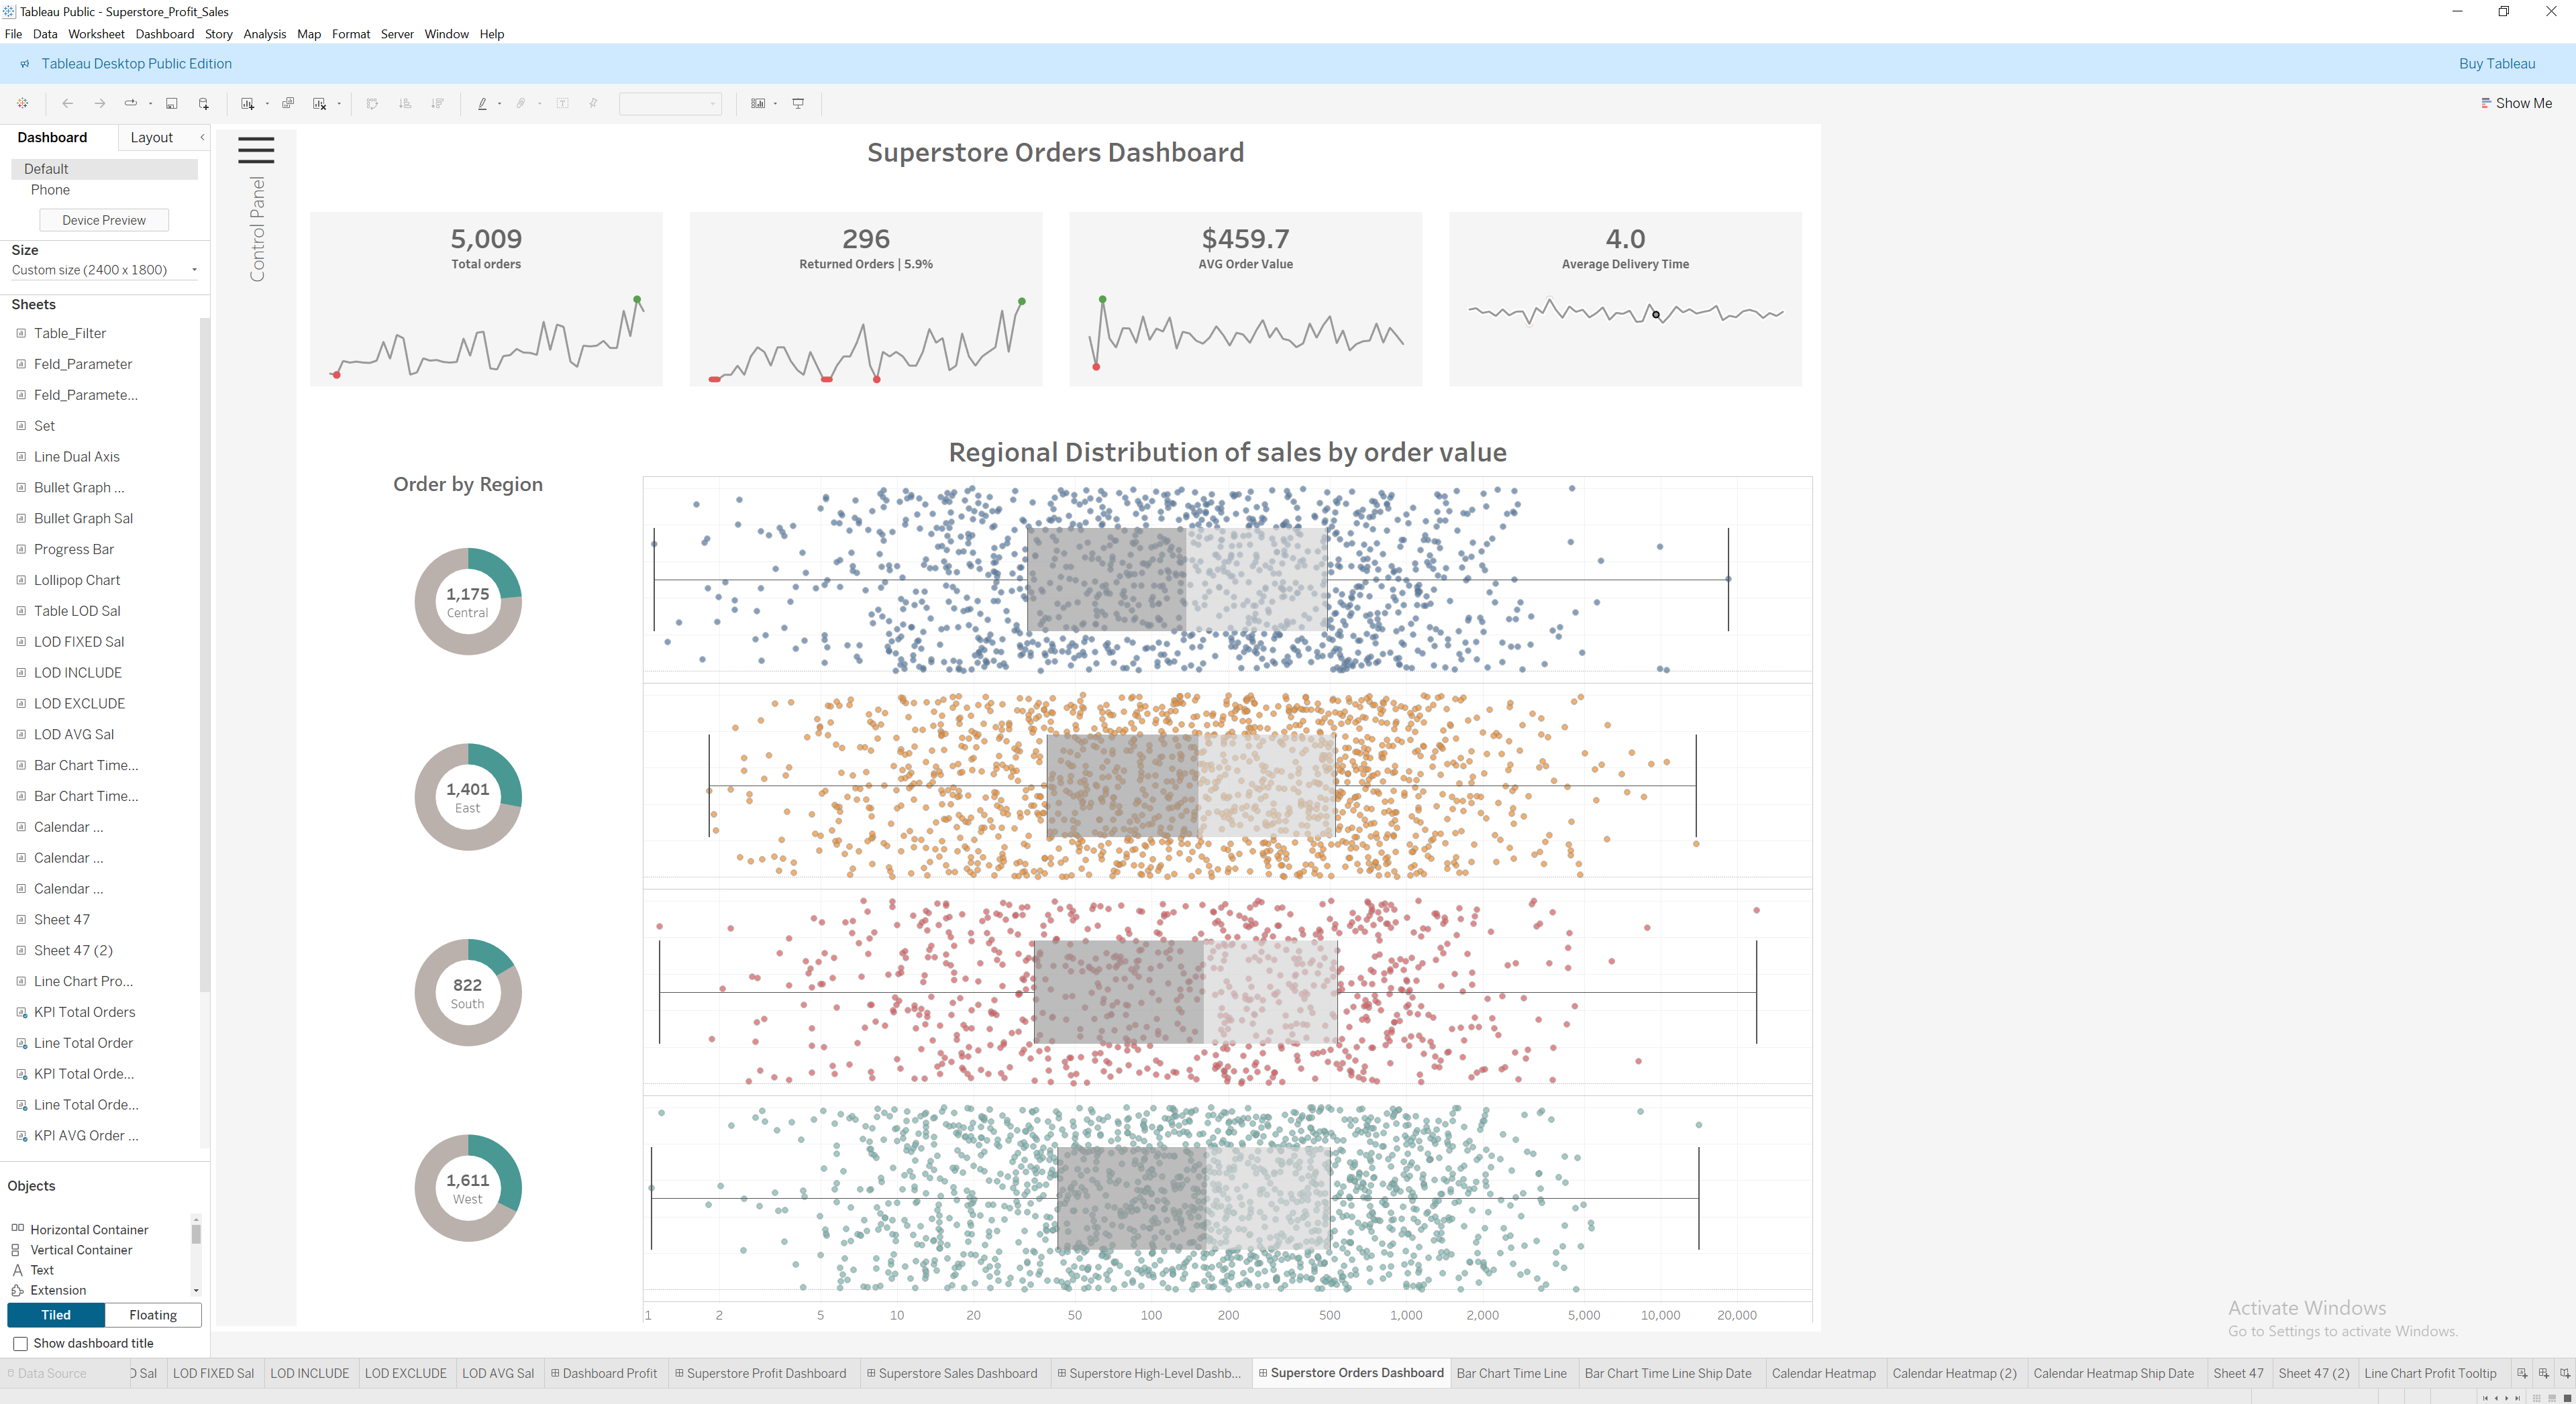 Tableau Public - Superstore_Profit_Sales
File Data Worksheet Dashboard Story Analysis Map Format Server Window Help
Tableau Desktop Public Edition
Buy Tableau
Show Me
Dashboard
Layout
Default
Phone
Device Preview
Size
Custom size (2400 x 1800)
Sheets
Table_Filter
Feld_Parameter
Feld_Paramete...
Set
Line Dual Axis
Bullet Graph ...
Bullet Graph Sal
Progress Bar
Lollipop Chart
Table LOD Sal
LOD FIXED Sal
LOD INCLUDE
LOD EXCLUDE
LOD AVG Sal
Bar Chart Time...
Bar Chart Time...
Calendar ...
Calendar ...
Calendar ...
Sheet 47
Sheet 47 (2)
Line Chart Pro...
KPI Total Orders
Line Total Order
KPI Total Orde...
Line Total Orde...
KPI AVG Order ...
Objects
Horizontal Container
Vertical Container
Text
Extension
Tiled
Floating
Show dashboard title
Control Panel
Superstore Orders Dashboard
5,009
Total orders
296
Returned Orders | 5.9%
$459.7
AVG Order Value
4.0
Average Delivery Time
Order by Region
1,175
Central
1,401
East
822
South
1,611
West
Regional Distribution of sales by order value
1 2 5 10 20 50 100 200 500 1,000 2,000 5,000 10,000 20,000
Activate Windows
Go to Settings to activate Windows.
Data Source
D Sal
LOD FIXED Sal
LOD INCLUDE
LOD EXCLUDE
LOD AVG Sal
Dashboard Profit
Superstore Profit Dashboard
Superstore Sales Dashboard
Superstore High-Level Dashb...
Superstore Orders Dashboard
Bar Chart Time Line
Bar Chart Time Line Ship Date
Calendar Heatmap
Calendar Heatmap (2)
Calendar Heatmap Ship Date
Sheet 47
Sheet 47 (2)
Line Chart Profit Tooltip